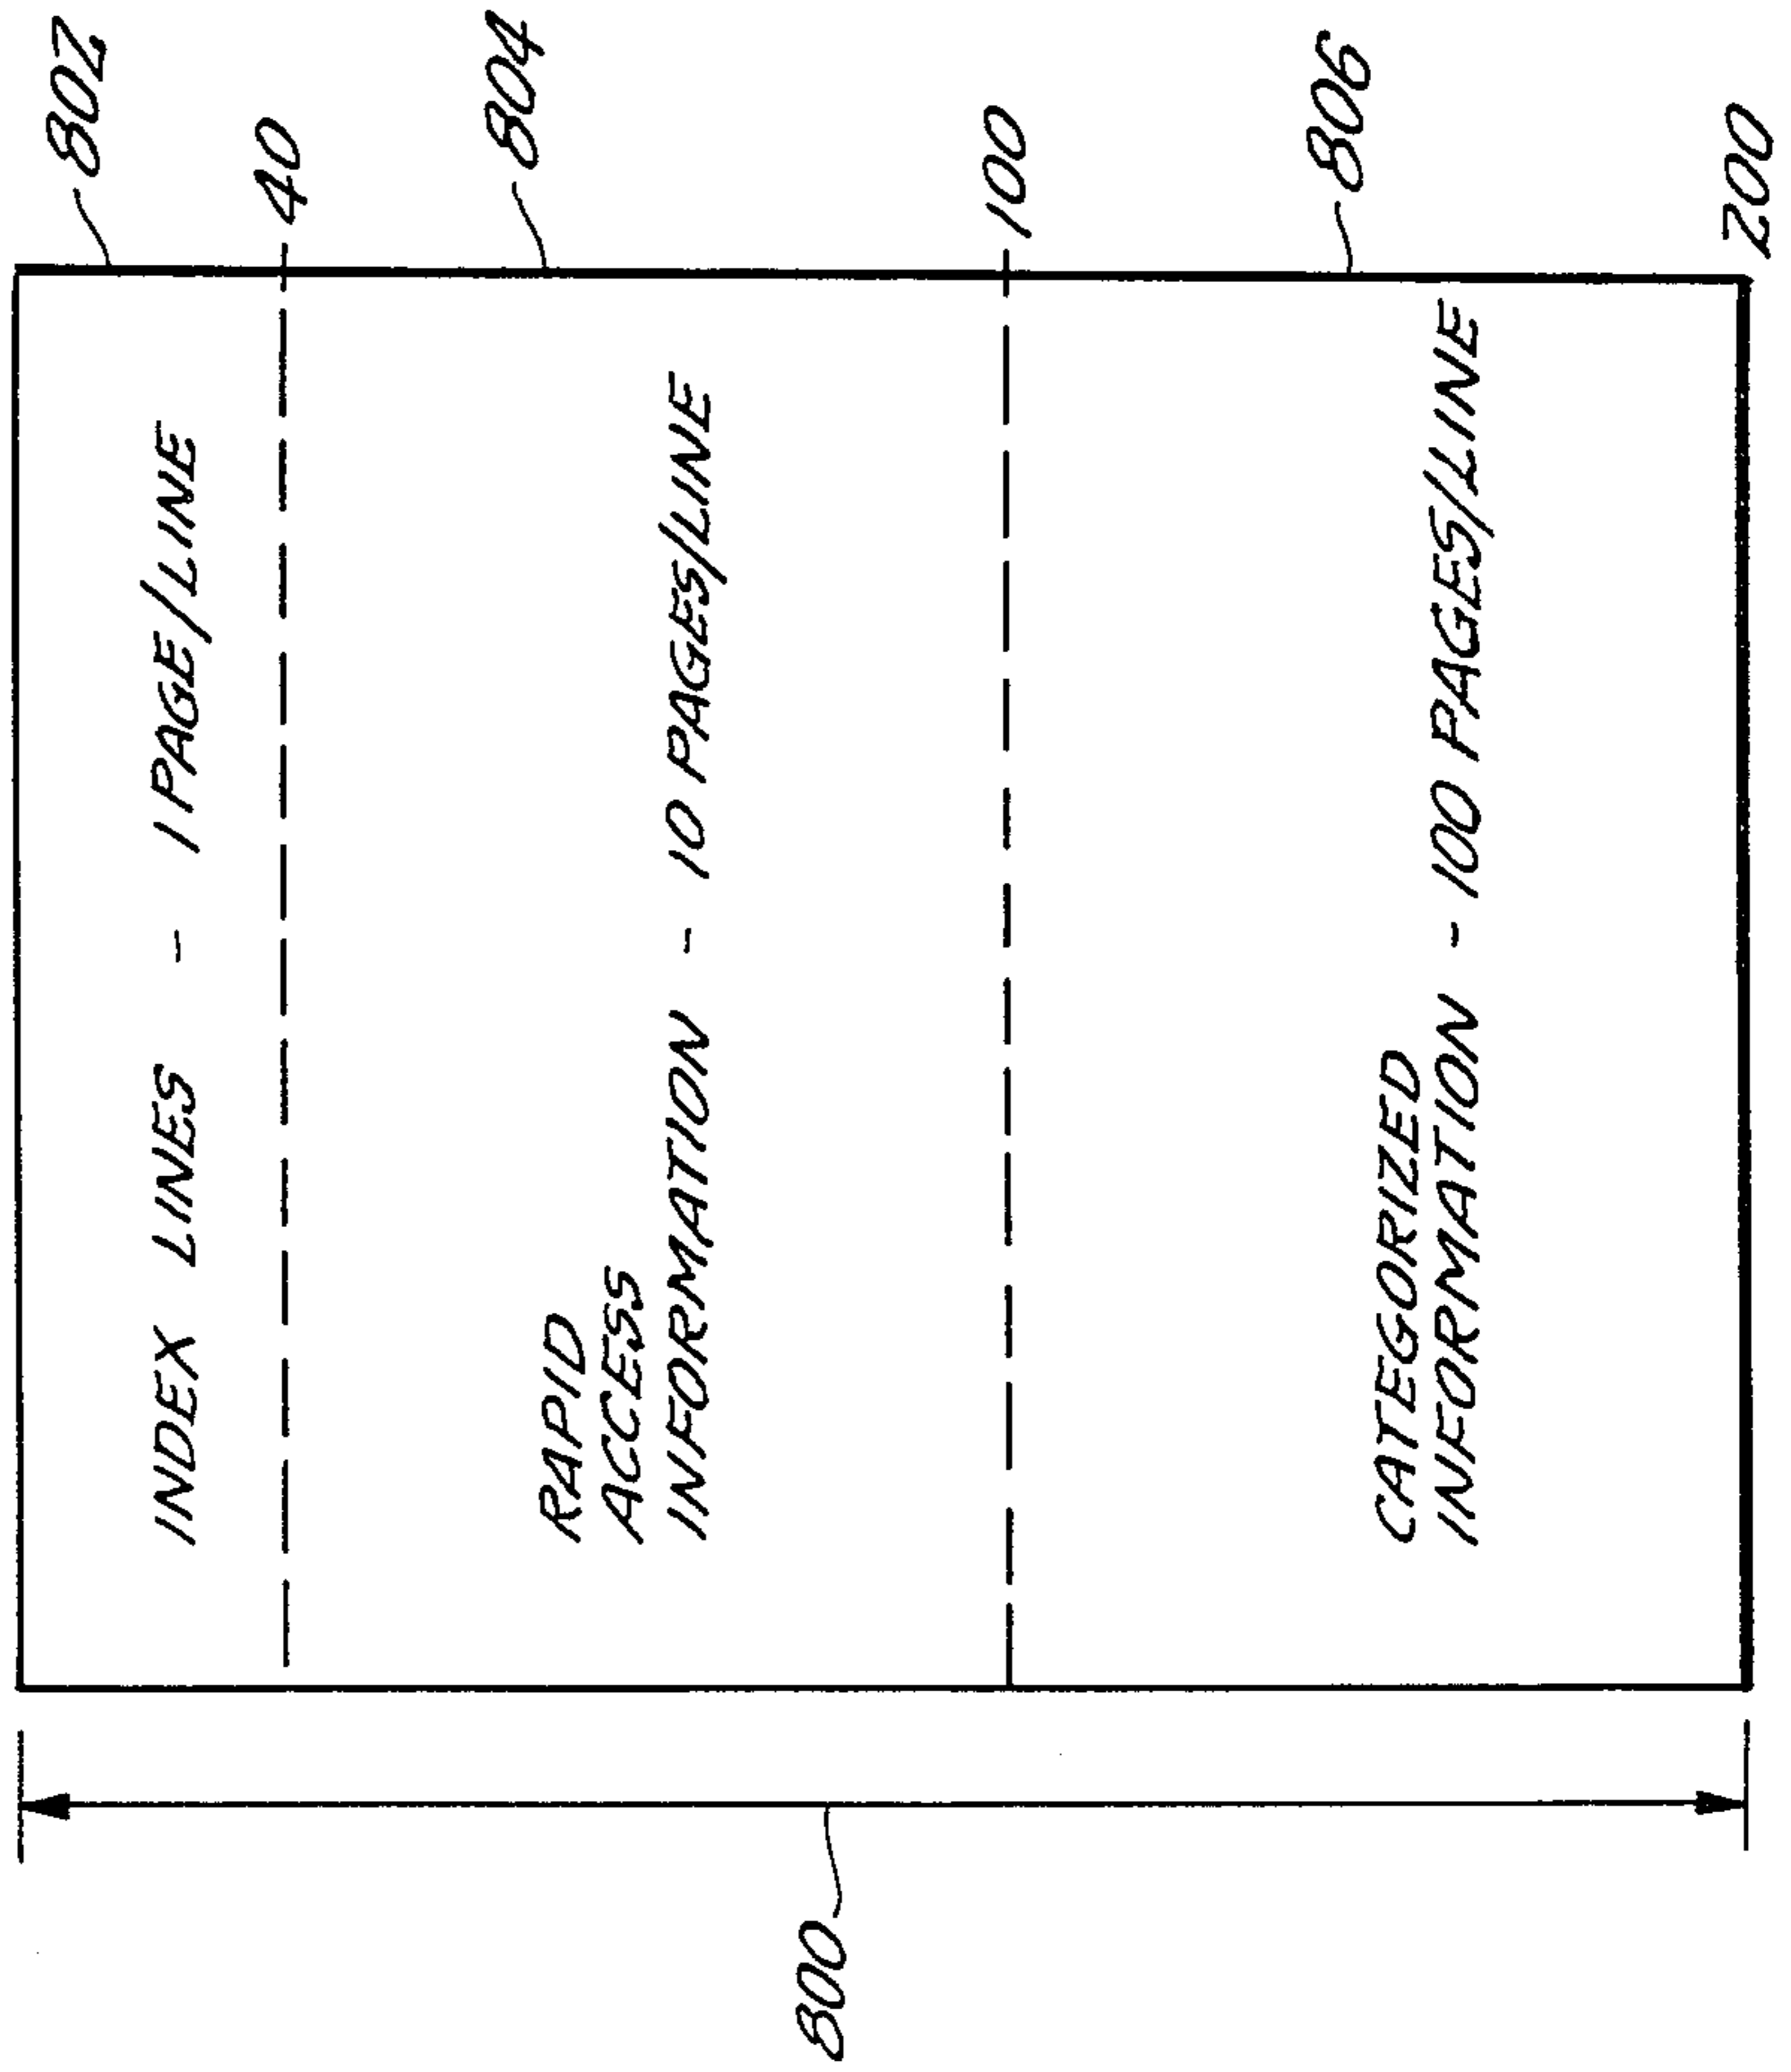 802
INDEX LINES - 1 PAGE/LINE
40
804
RAPID
ACCESS
INFORMATION - 10 PAGES/LINE
100
806
CATEGORIZED
INFORMATION - 100 PAGES/LINE
200
800